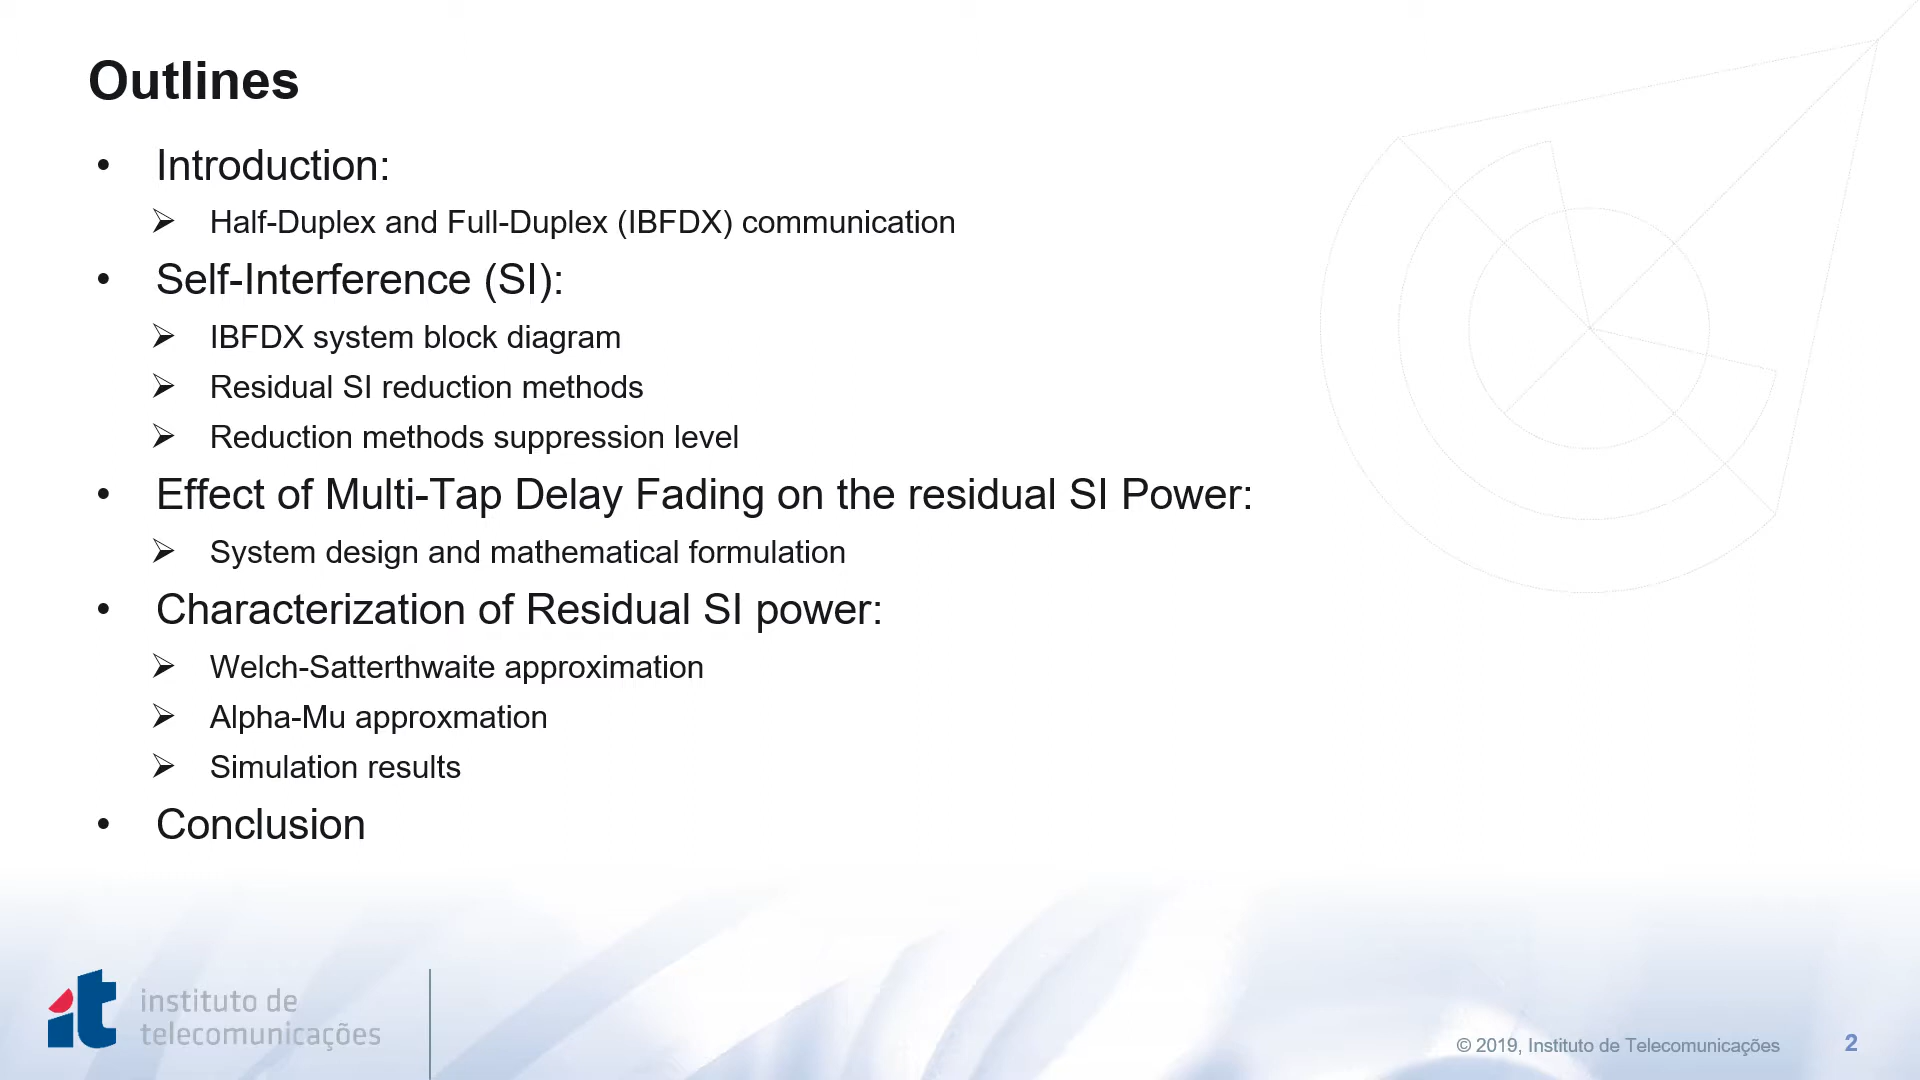 Outlines
• Introduction:
➢ Half-Duplex and Full-Duplex (IBFDX) communication
• Self-Interference (SI):
➢ IBFDX system block diagram
➢ Residual SI reduction methods
➢ Reduction methods suppression level
• Effect of Multi-Tap Delay Fading on the residual SI Power:
➢ System design and mathematical formulation
• Characterization of Residual SI power:
➢ Welch-Satterthwaite approximation
➢ Alpha-Mu approxmation
➢ Simulation results
• Conclusion
it instituto de
telecomunicações
© 2019, Instituto de Telecomunicações 2